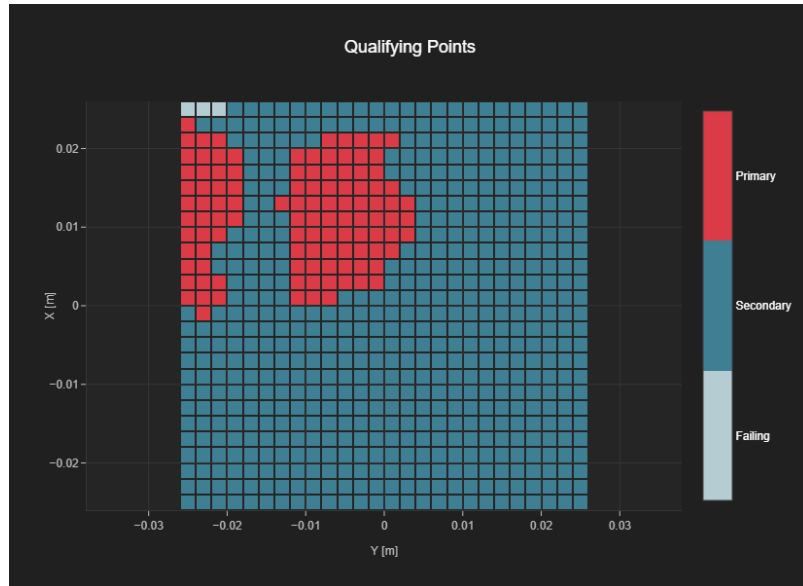 Qualifying Points
Primary
Secondary
Failing
0.02
0.01
0
−0.01
−0.02
X [m]
−0.03
−0.02
−0.01
0
0.01
0.02
0.03
Y [m]